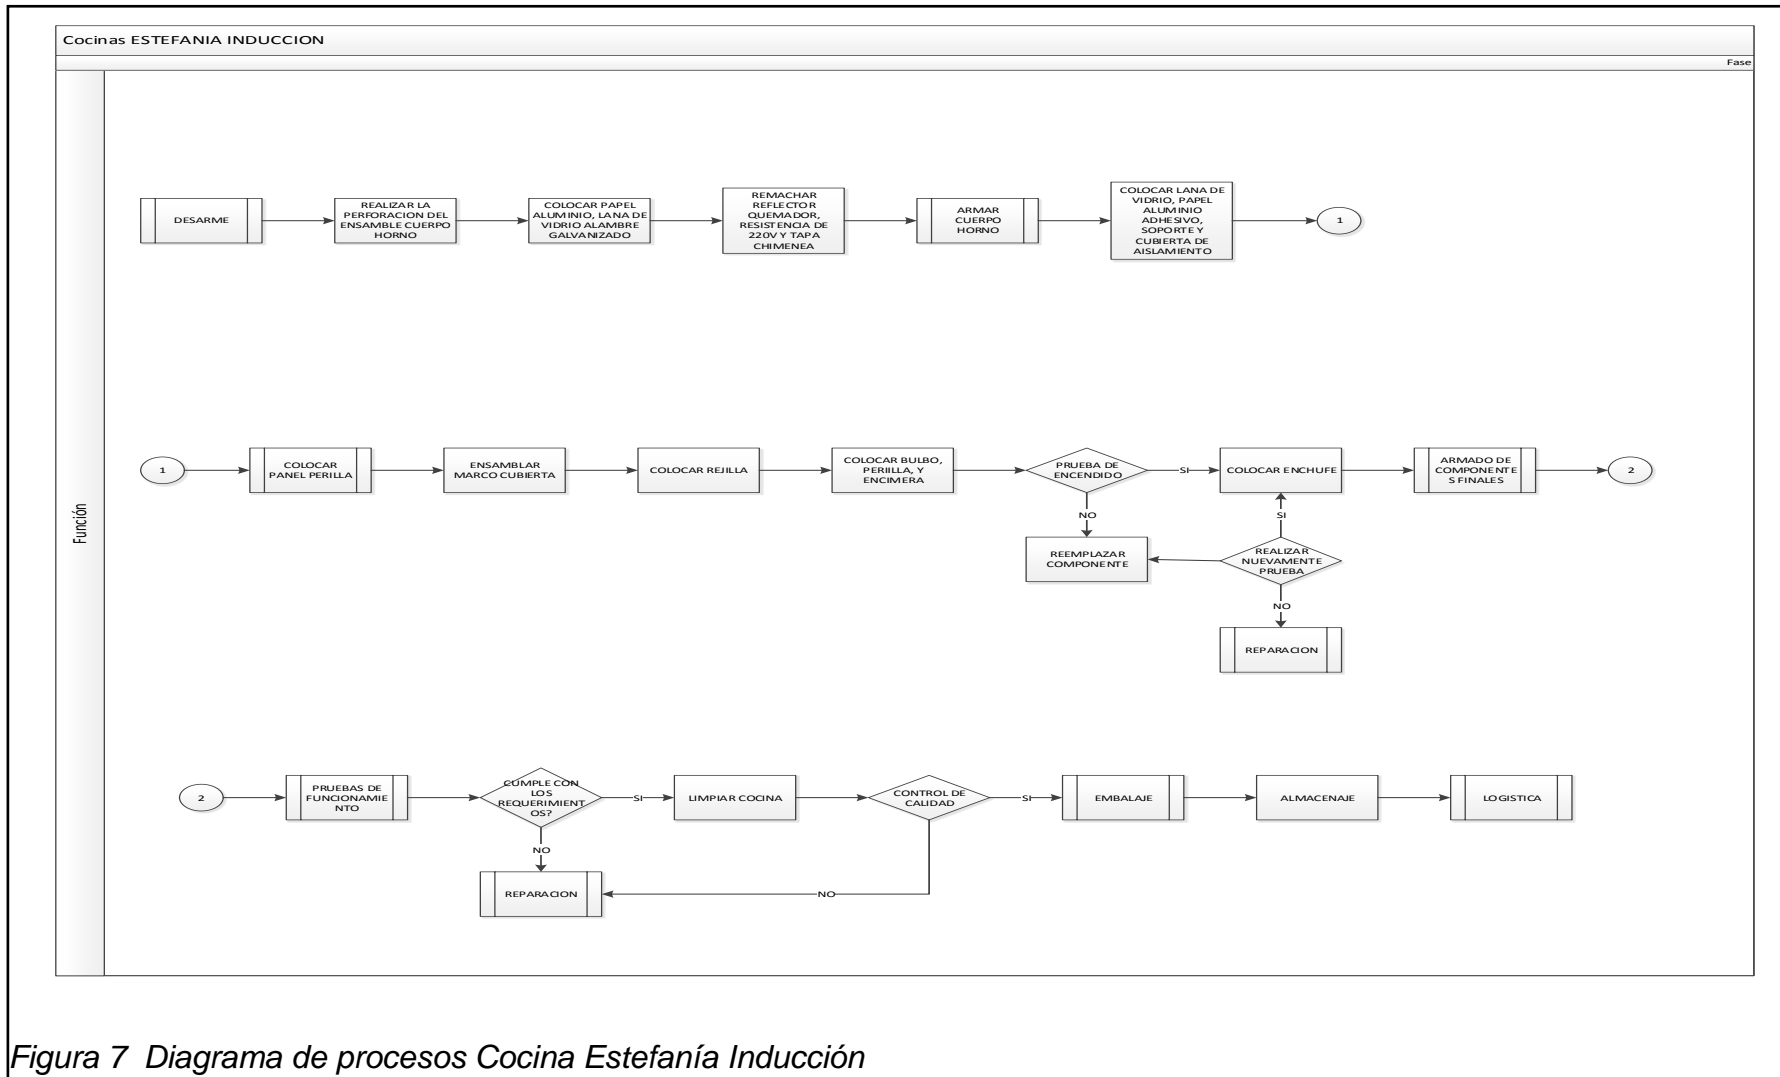 Cocinas ESTEFANIA INDUCCION
Fase
Función
DESARME
REALIZAR LA
PERFORACION DEL
ENSAMBLE CUERPO
HORNO
COLOCAR PAPEL
ALUMINIO, LANA DE
VIDRIO ALAMBRE
GALVANIZADO
REMACHAR
REFLECTOR
QUEMADOR,
RESISTENCIA DE
220V Y TAPA
CHIMENEA
ARMAR
CUERPO
HORNO
COLOCAR LANA DE
VIDRIO, PAPEL
ALUMINIO
ADHESIVO,
SOPORTE Y
CUBIERTA DE
AISLAMIENTO
1
1
COLOCAR
PANEL PERILLA
ENSAMBLAR
MARCO CUBIERTA
COLOCAR REJILLA
COLOCAR BULBO,
PERIILLA, Y
ENCIMERA
PRUEBA DE
ENCENDIDO
SI
COLOCAR ENCHUFE
ARMADO DE
COMPONENTE
S FINALES
2
NO
SI
REEMPLAZAR
COMPONENTE
REALIZAR
NUEVAMENTE
PRUEBA
NO
REPARACION
2
PRUEBAS DE
FUNCIONAMIE
NTO
CUMPLE CON
LOS
REQUERIMIENT
OS?
SI
LIMPIAR COCINA
CONTROL DE
CALIDAD
SI
EMBALAJE
ALMACENAJE
LOGISTICA
NO
REPARACION
NO
Figura 7 Diagrama de procesos Cocina Estefanía Inducción